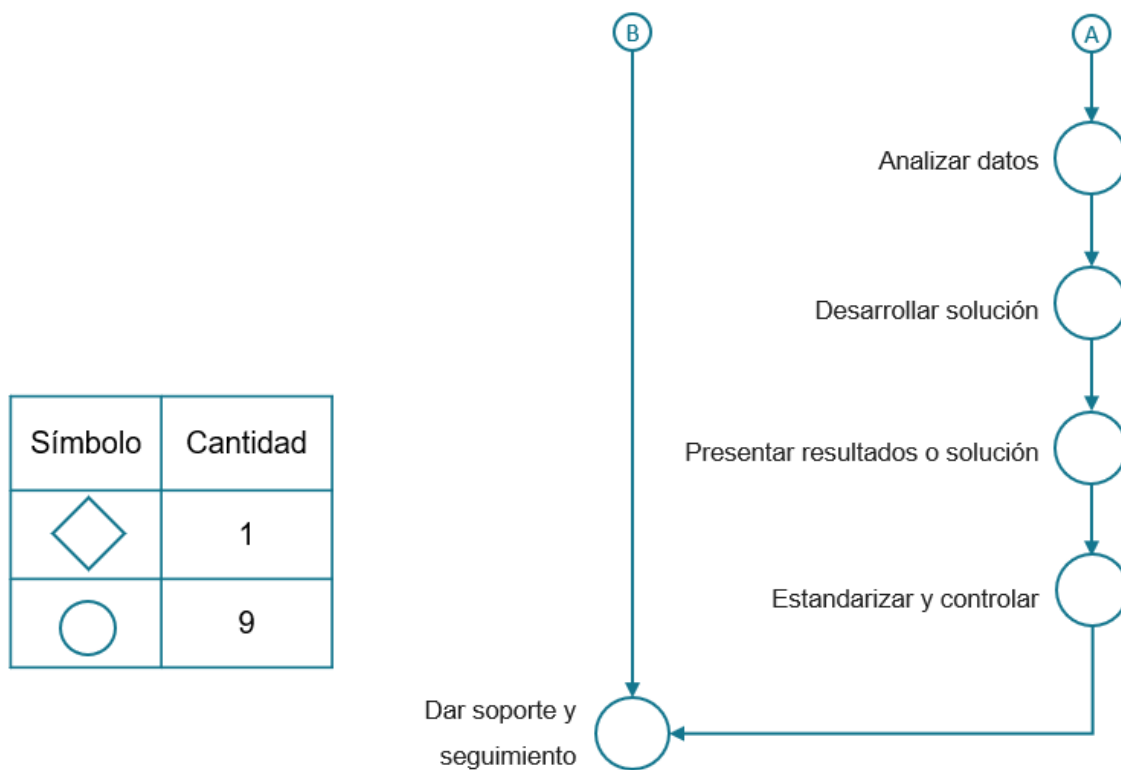 B
A
Analizar datos
Desarrollar solución
Símbolo Cantidad
1
9
Presentar resultados o solución
Estandarizar y controlar
Dar soporte y
seguimiento